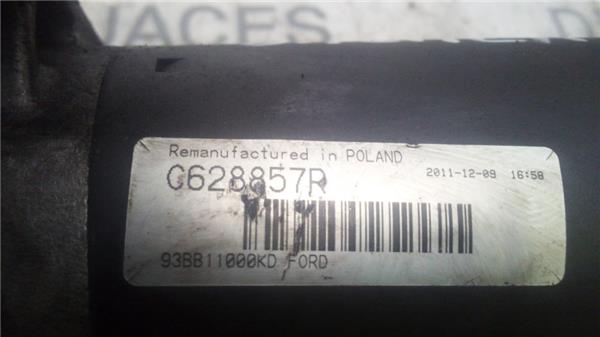 Remanufactured in POLAND
C628857R 2011-12-09 16:58
93BB11000KD FORD